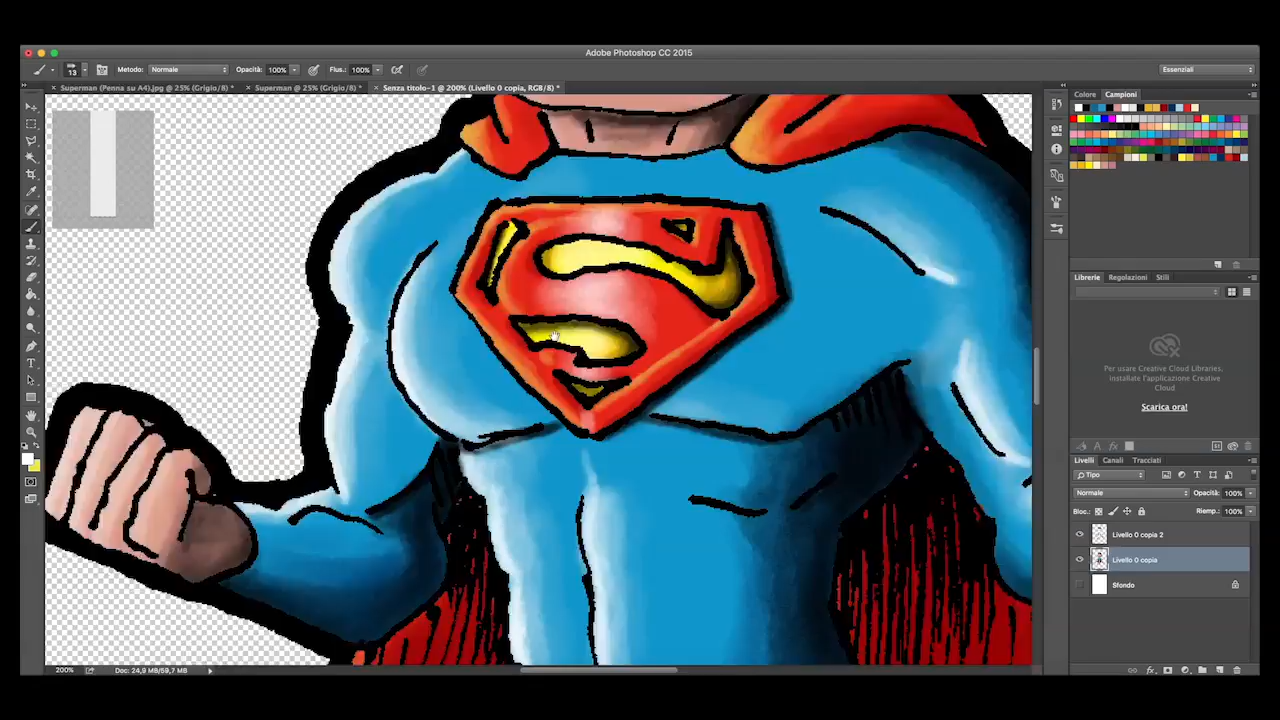 Adobe Photoshop CC 2015
13 Metodo: Normale Opacità: 100% Flus.: 100% Essenziali
× Superman (Penna su A4).jpg @ 25% (Grigio/8) * × Superman @ 25% (Grigio/8) * × Senza titolo-1 @ 200% (Livello 0 copia, RGB/8) *
Colore Campioni
Librerie Regolazioni Stili
Per usare Creative Cloud Libraries,
installate l'applicazione Creative
Cloud
Scarica ora!
Livelli Canali Tracciati
Tipo
Normale Opacità: 100%
Bloc.: Riemp.: 100%
Livello 0 copia 2
Livello 0 copia
Sfondo
200% Doc: 24,9 MB/59,7 MB